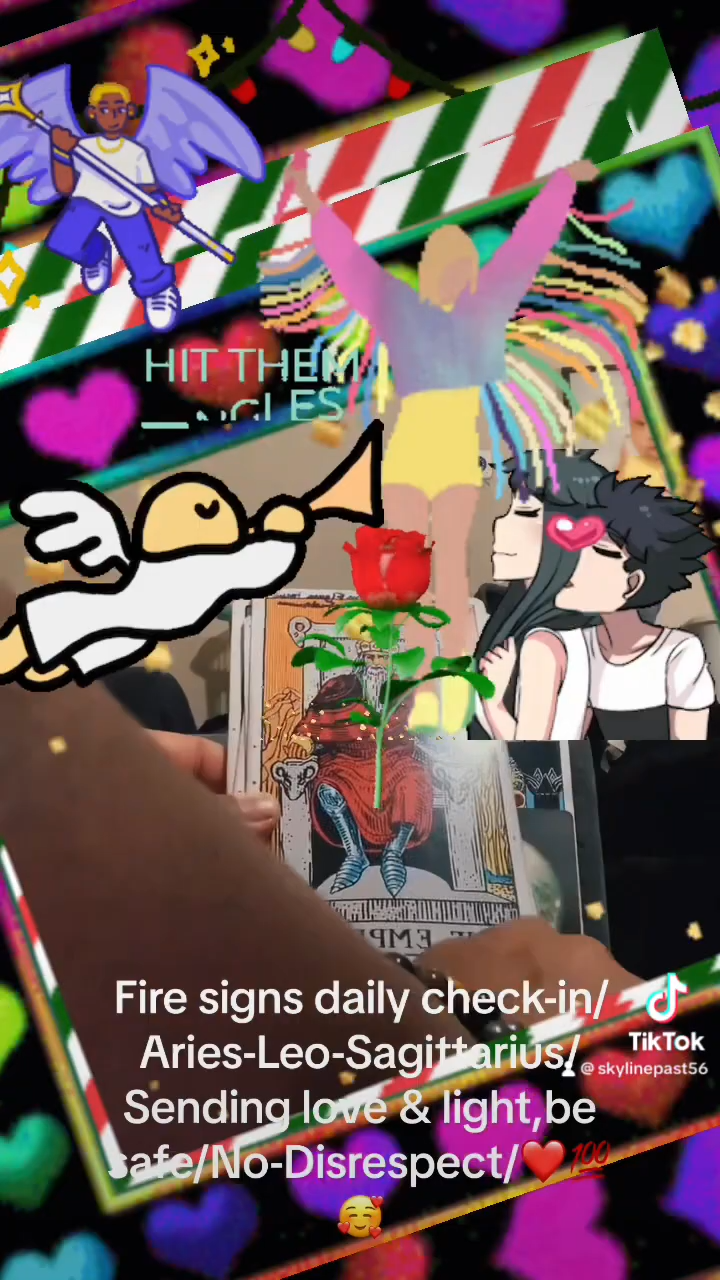 HIT THEM
Fire signs daily check-in/
Aries-Leo-Sagittarius/
Sending love & light,be
safe/No-Disrespect/❤️💯
🥰
TikTok
@skylinepast56